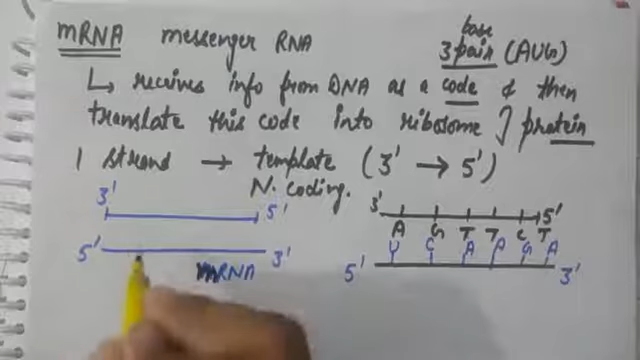 mRNA messenger RNA
base
3 pair (AUG)
↳ receives info from DNA as a code & then
translate this code into ribosome } protein
1 strand → template (3' → 5')
N. coding.
3' 5'
5' 3'
mRNA
3' 5'
A G T T C T
U C A A G A
5' 3'